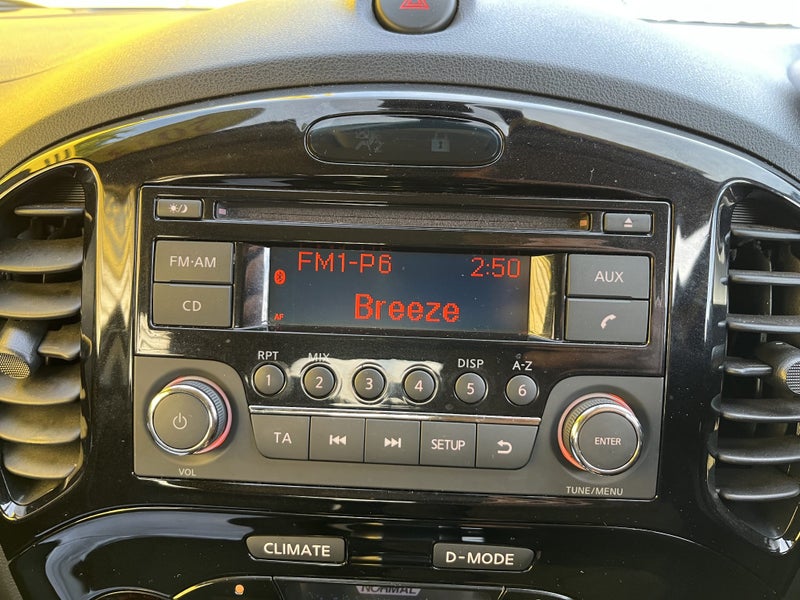 FM·AM
CD
FM1-P6 2:50
AF Breeze
AUX
RPT MIX DISP A-Z
1 2 3 4 5 6
TA SETUP
ENTER
VOL
TUNE/MENU
CLIMATE D-MODE
NORMAL